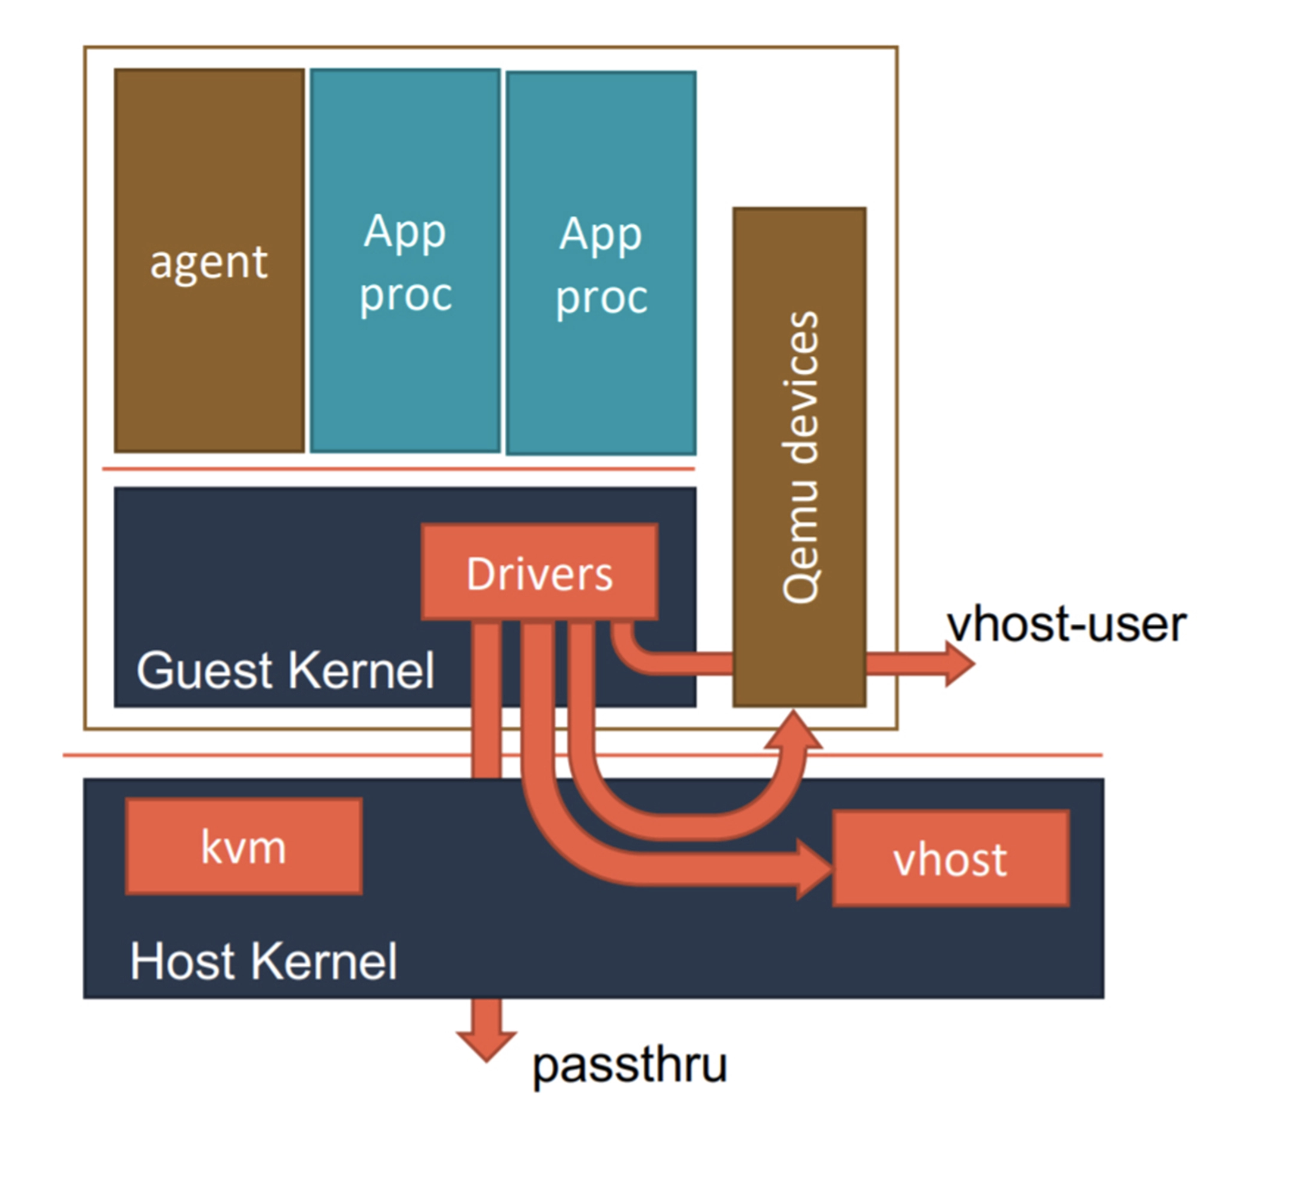 agent
App
proc
App
proc
Qemu devices
Drivers
Guest Kernel
vhost-user
kvm
vhost
Host Kernel
passthru